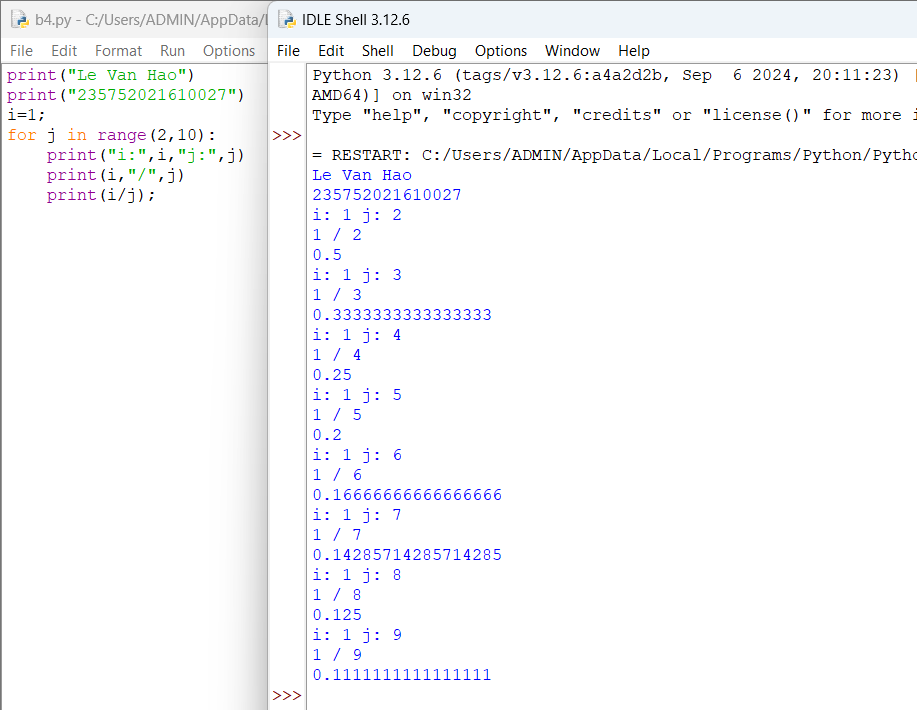 b4.py - C:/Users/ADMIN/AppData/
File Edit Format Run Options
print("Le Van Hao")
print("235752021610027")
i=1;
for j in range(2,10):
    print("i:",i,"j:",j)
    print(i,"/",j)
    print(i/j);
IDLE Shell 3.12.6
File Edit Shell Debug Options Window Help
Python 3.12.6 (tags/v3.12.6:a4a2d2b, Sep  6 2024, 20:11:23) [
AMD64)] on win32
Type "help", "copyright", "credits" or "license()" for more
>>>
= RESTART: C:/Users/ADMIN/AppData/Local/Programs/Python/
Le Van Hao
235752021610027
i: 1 j: 2
1 / 2
0.5
i: 1 j: 3
1 / 3
0.3333333333333333
i: 1 j: 4
1 / 4
0.25
i: 1 j: 5
1 / 5
0.2
i: 1 j: 6
1 / 6
0.16666666666666666
i: 1 j: 7
1 / 7
0.14285714285714285
i: 1 j: 8
1 / 8
0.125
i: 1 j: 9
1 / 9
0.1111111111111111
>>>